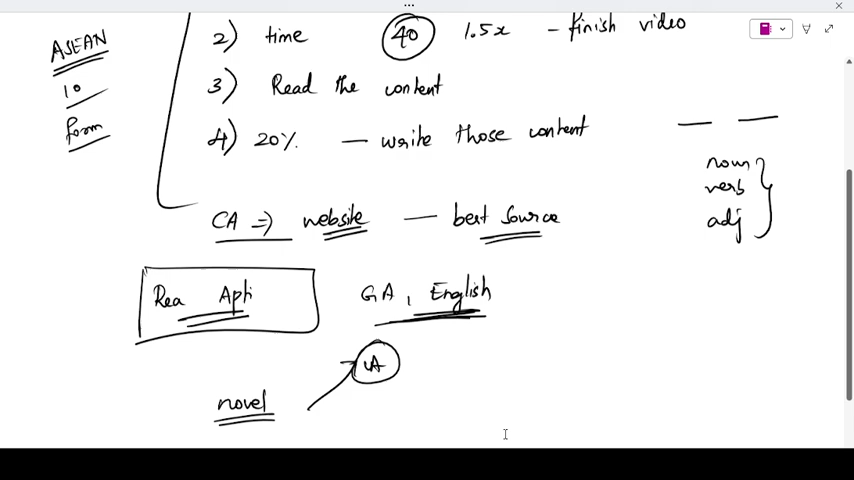 2) time 40 1.5x - finish video
ASEAN
10
form
3) Read the content
4) 20% - write those content
noun
verb
adj
CA => website - best source
Rea Apti
GA, English
novel